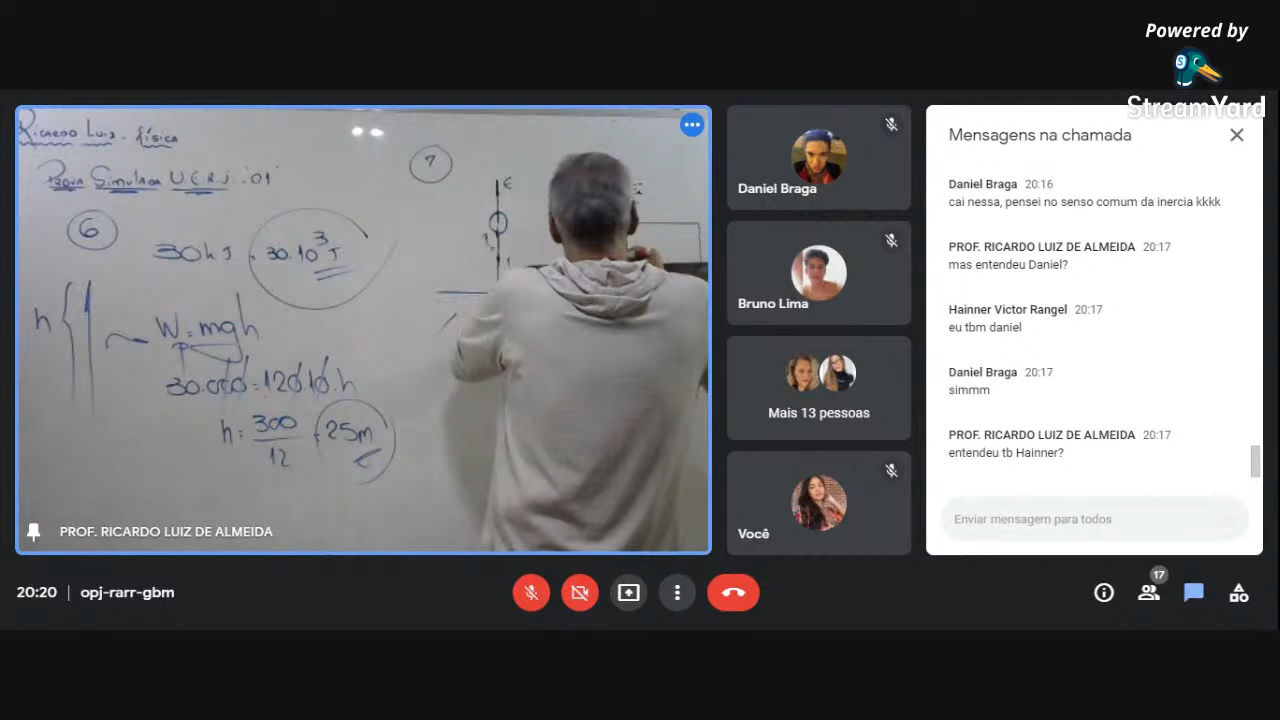 Powered by
StreamYard
Ricardo Luis - Física
Prova Simulada U.E.R.J. : 01
6
30 kJ = 30.10³ J
h
W = mgh
P
30.000 = 120.10.h
h = 300
12
= 25m
7
E
PROF. RICARDO LUIZ DE ALMEIDA
Daniel Braga
Bruno Lima
Mais 13 pessoas
Você
Mensagens na chamada
Daniel Braga 20:16
cai nessa, pensei no senso comum da inercia kkkk
PROF. RICARDO LUIZ DE ALMEIDA 20:17
mas entendeu Daniel?
Hainner Victor Rangel 20:17
eu tbm daniel
Daniel Braga 20:17
simmm
PROF. RICARDO LUIZ DE ALMEIDA 20:17
entendeu tb Hainner?
Enviar mensagem para todos
20:20 | opj-rarr-gbm
17